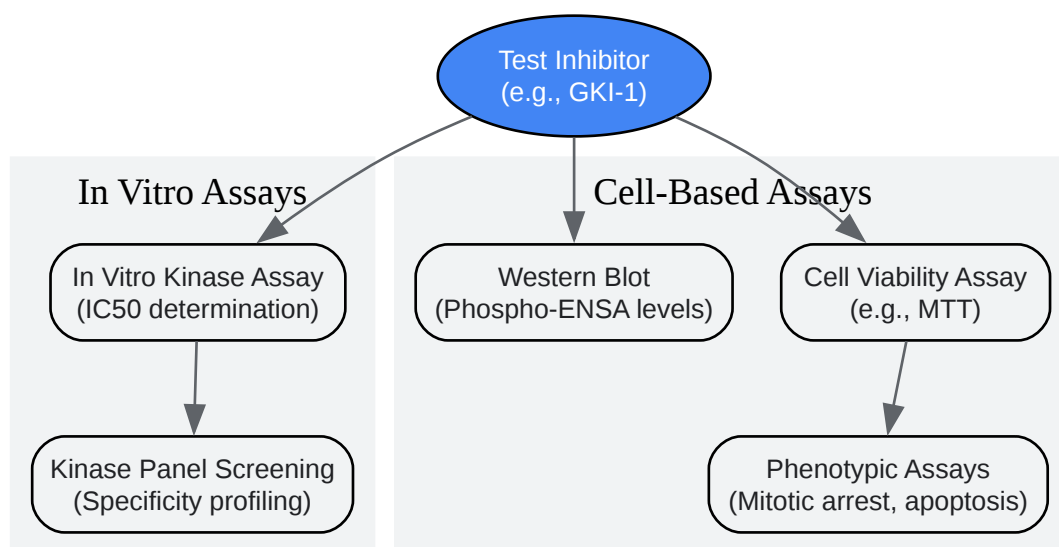 Test Inhibitor
(e.g., GKI-1)
In Vitro Assays
Cell-Based Assays
In Vitro Kinase Assay
(IC50 determination)
Western Blot
(Phospho-ENSA levels)
Cell Viability Assay
(e.g., MTT)
Kinase Panel Screening
(Specificity profiling)
Phenotypic Assays
(Mitotic arrest, apoptosis)